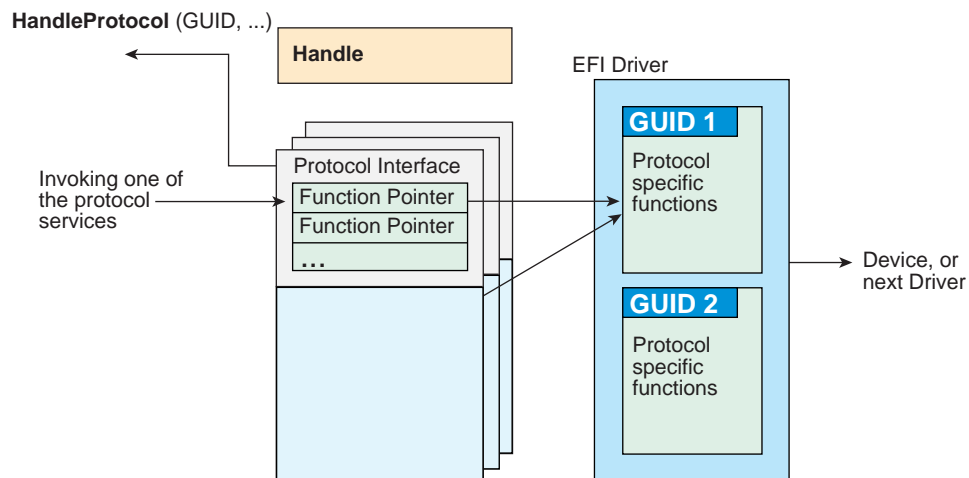 HandleProtocol (GUID, ...)
Handle
EFI Driver
GUID 1
Protocol Interface
Protocol
specific
functions
Invoking one of
the protocol
services
Function Pointer
Function Pointer
...
Device, or
next Driver
GUID 2
Protocol
specific
functions